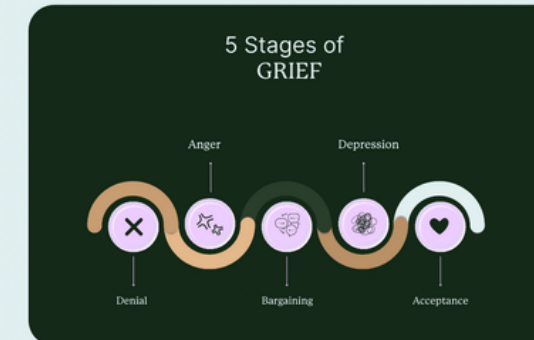 5 Stages of
GRIEF
Anger
Depression
Denial
Bargaining
Acceptance